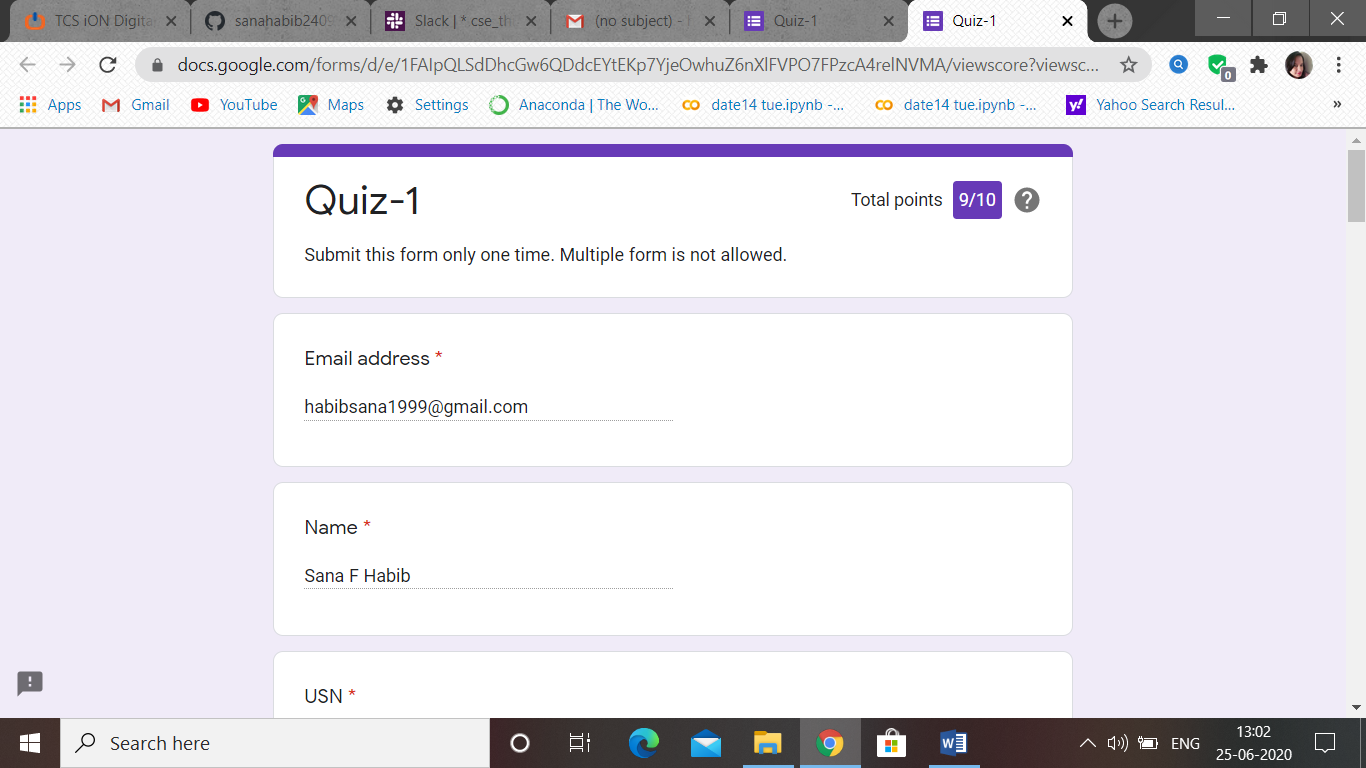 TCS iON Digita
sanahabib240
Slack | * cse_th
(no subject) -
Quiz-1
Quiz-1
docs.google.com/forms/d/e/1FAIpQLSdDhcGw6QDdcEYtEKp7YjeOwhuZ6nXlFVPO7FPzcA4relNVMA/viewscore?viewsc...
0
Apps
Gmail
YouTube
Maps
Settings
Anaconda | The Wo...
date14 tue.ipynb -...
date14 tue.ipynb -...
Yahoo Search Resul...
»
Quiz-1
Total points 9/10
Submit this form only one time. Multiple form is not allowed.
Email address *
habibsana1999@gmail.com
Name *
Sana F Habib
USN *
Search here
ENG
13:02
25-06-2020